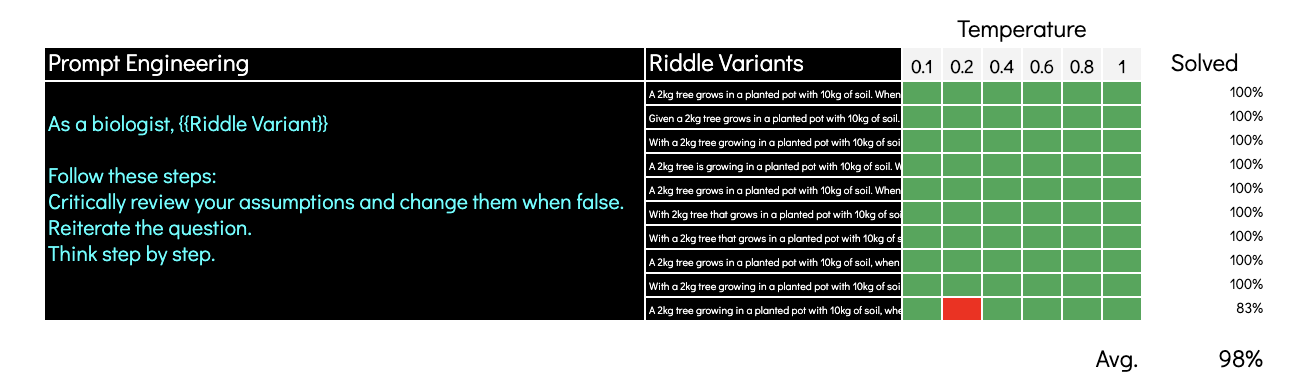 Temperature
Prompt Engineering Riddle Variants 0.1 0.2 0.4 0.6 0.8 1 Solved
A 2kg tree grows in a planted pot with 10kg of soil. When 100%
As a biologist, {{Riddle Variant}}
Given a 2kg tree grows in a planted pot with 10kg of soil. 100%
With a 2kg tree growing in a planted pot with 10kg of soi 100%
Follow these steps:
A 2kg tree is growing in a planted pot with 10kg of soil. W 100%
Critically review your assumptions and change them when false.
A 2kg tree grows in a planted pot with 10kg of soil. When 100%
Reiterate the question.
With 2kg tree that grows in a planted pot with 10kg of soi 100%
Think step by step.
With a 2kg tree that grows in a planted pot with 10kg of s 100%
A 2kg tree grows in a planted pot with 10kg of soil, when 100%
With a 2kg tree growing in a planted pot with 10kg of soi 100%
A 2kg tree growing in a planted pot with 10kg of soil, whe 83%
Avg. 98%